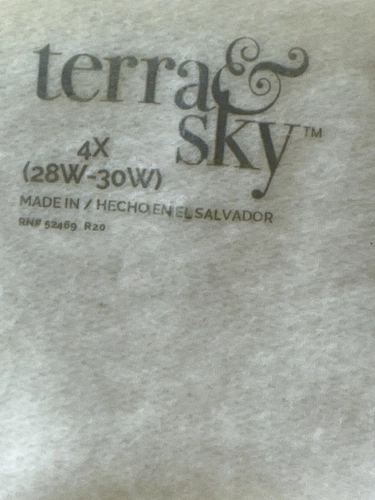 terra&
sky™
4X
(28W-30W)
MADE IN / HECHO EN EL SALVADOR
RN# 52469 R20